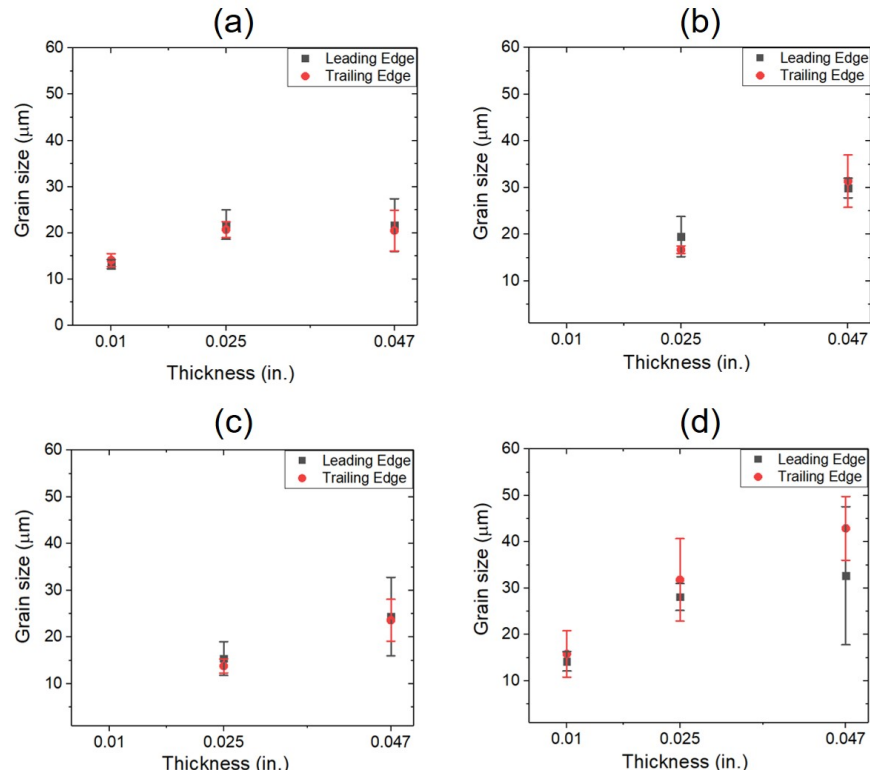 (a)
60
50
40
30
20
10
0
Grain size (μm)
Leading Edge
Trailing Edge
0.01 0.025 0.047
Thickness (in.)
(b)
60
50
40
30
20
10
Grain size (μm)
Leading Edge
Trailing Edge
0.01 0.025 0.047
Thickness (in.)
(c)
60
50
40
30
20
10
Grain size (μm)
Leading Edge
Trailing Edge
0.01 0.025 0.047
Thickness (in.)
(d)
60
50
40
30
20
10
Grain size (μm)
Leading Edge
Trailing Edge
0.01 0.025 0.047
Thickness (in.)